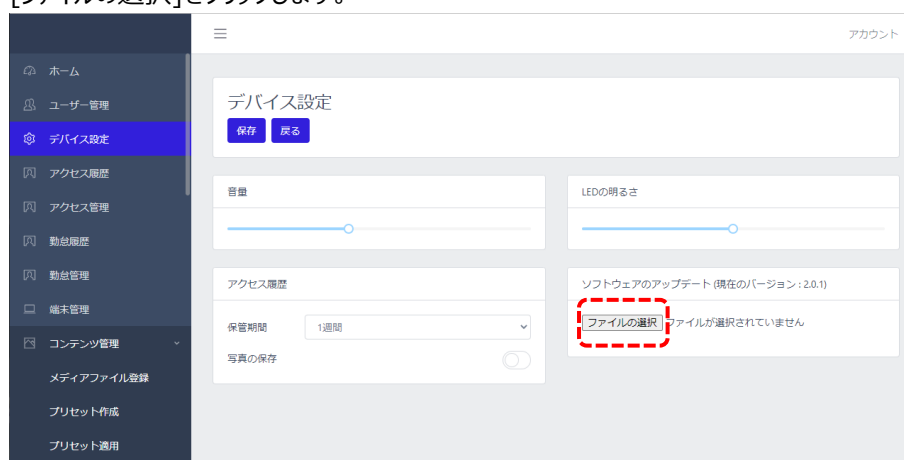 [ファイルの選択]をクリックします。
アカウント
ホーム
ユーザー管理
デバイス設定
アクセス履歴
アクセス管理
勤怠履歴
勤怠管理
端末管理
コンテンツ管理
メディアファイル登録
プリセット作成
プリセット適用
デバイス設定
保存 戻る
音量
LEDの明るさ
アクセス履歴
保管期間 1週間
写真の保存
ソフトウェアのアップデート (現在のバージョン : 2.0.1)
ファイルの選択 ファイルが選択されていません